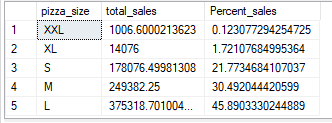 pizza_size total_sales Percent_sales
1 XXL 1006.6000213623 0.123077294254725
2 XL 14076 1.72107684995364
3 S 178076.49981308 21.7734684107037
4 M 249382.25 30.492044420599
5 L 375318.701004... 45.8903330244889